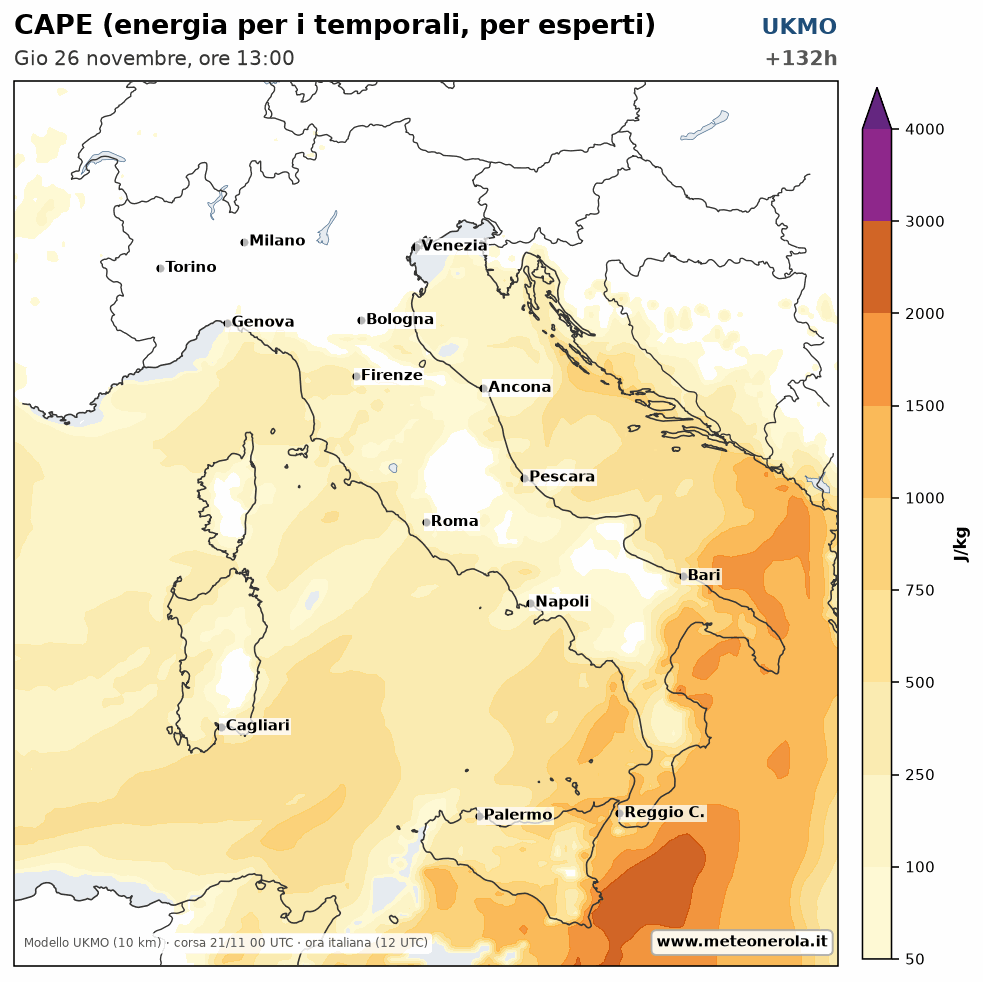 CAPE (energia per i temporali, per esperti)
UKMO
Gio 26 novembre, ore 13:00
+132h
4000
3000
2000
1500
1000
750
500
250
100
50
J/kg
Milano
Venezia
Torino
Genova
Bologna
Firenze
Ancona
Pescara
Roma
Bari
Napoli
Cagliari
Palermo
Reggio C.
Modello UKMO (10 km) · corsa 21/11 00 UTC · ora italiana (12 UTC)
www.meteonerola.it